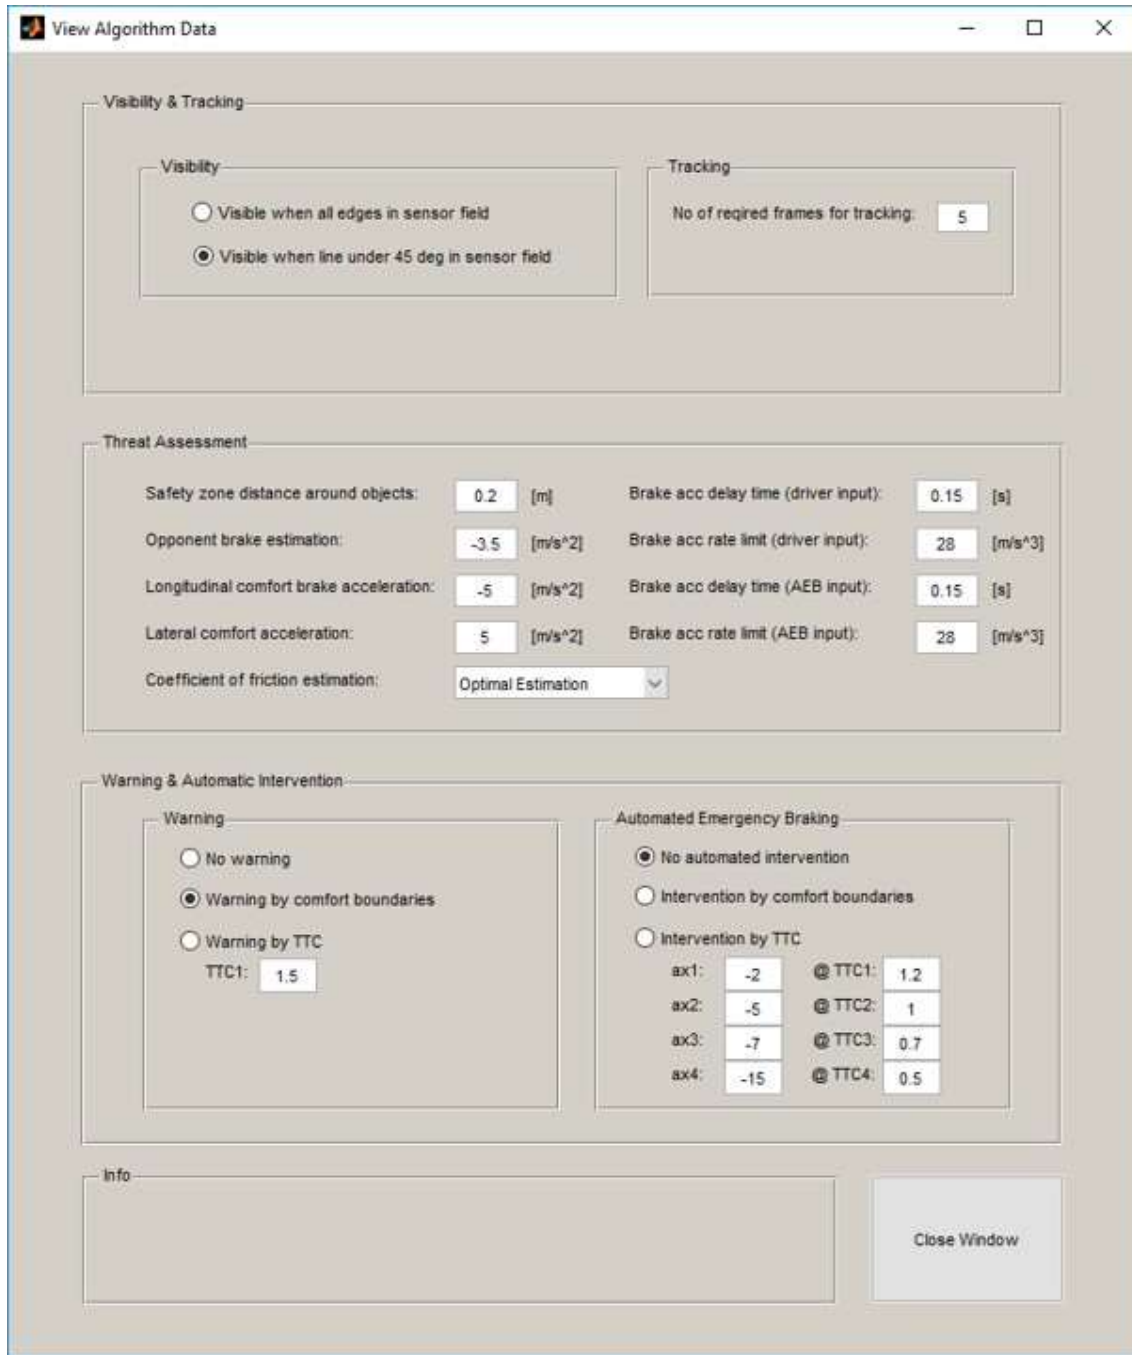 View Algorithm Data
Visibility & Tracking
Visibility
Visible when all edges in sensor field
Visible when line under 45 deg in sensor field
Tracking
No of reqired frames for tracking: 5
Threat Assessment
Safety zone distance around objects: 0.2 [m]
Opponent brake estimation: -3.5 [m/s^2]
Longitudinal comfort brake acceleration: -5 [m/s^2]
Lateral comfort acceleration: 5 [m/s^2]
Coefficient of friction estimation: Optimal Estimation
Brake acc delay time (driver input): 0.15 [s]
Brake acc rate limit (driver input): 28 [m/s^3]
Brake acc delay time (AEB input): 0.15 [s]
Brake acc rate limit (AEB input): 28 [m/s^3]
Warning & Automatic Intervention
Warning
No warning
Warning by comfort boundaries
Warning by TTC
TTC1: 1.5
Automated Emergency Braking
No automated intervention
Intervention by comfort boundaries
Intervention by TTC
ax1: -2 @ TTC1: 1.2
ax2: -5 @ TTC2: 1
ax3: -7 @ TTC3: 0.7
ax4: -15 @ TTC4: 0.5
Info
Close Window